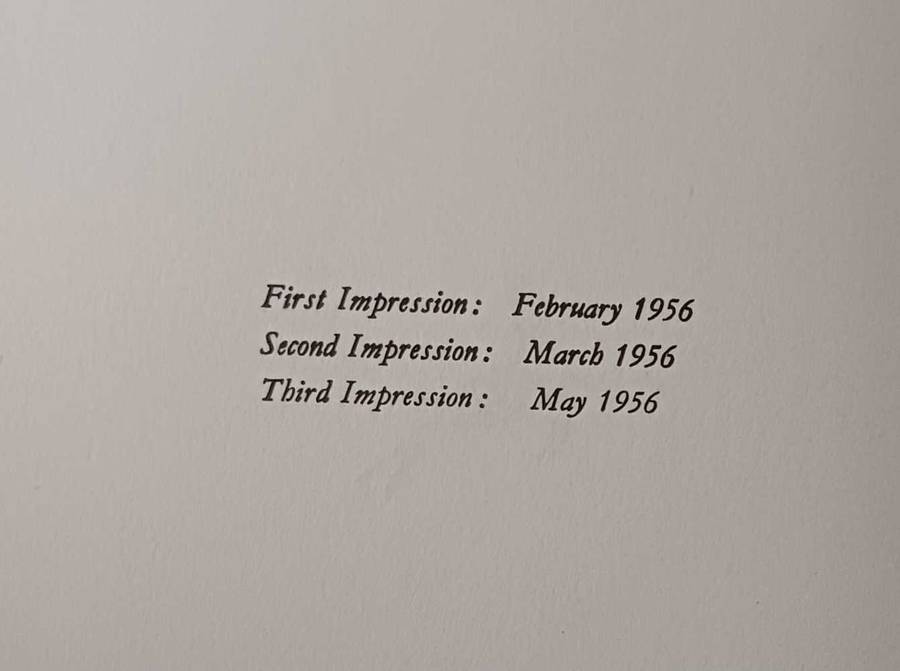 First Impression: February 1956
Second Impression: March 1956
Third Impression: May 1956